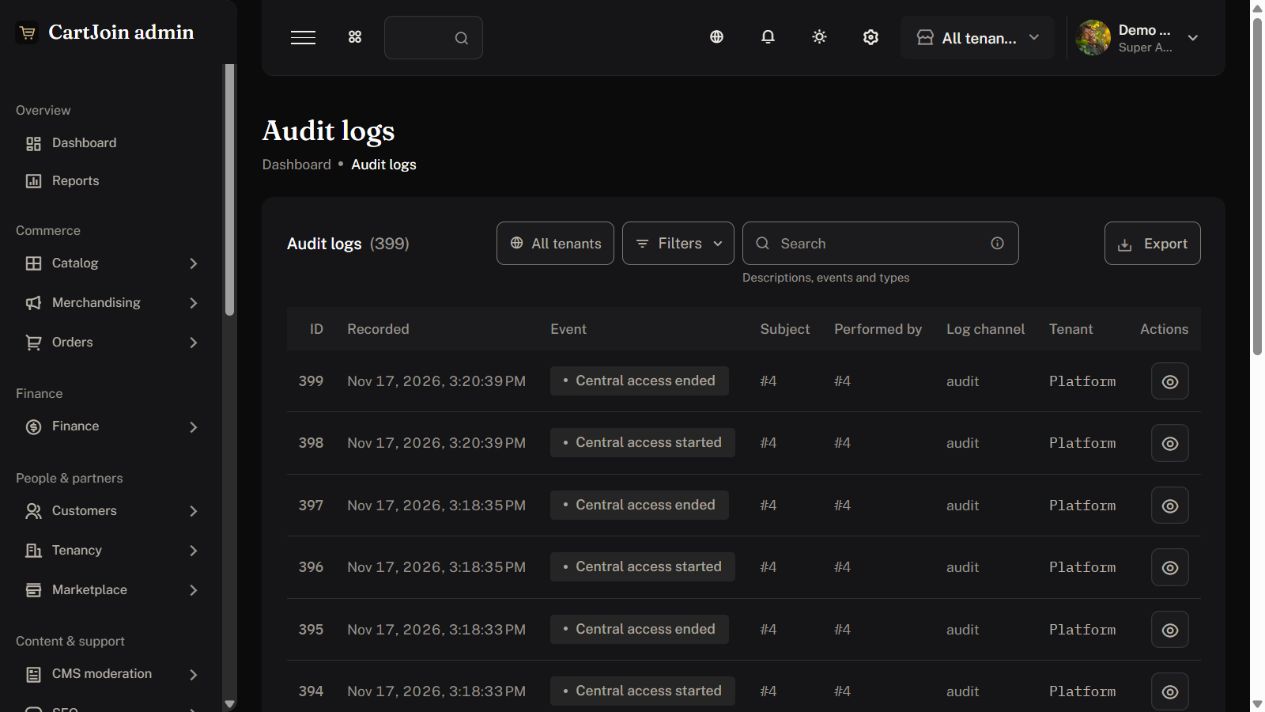 CartJoin admin
All tenan...
Demo ...
Super A...
Overview
Dashboard
Reports
Commerce
Catalog
Merchandising
Orders
Finance
Finance
People & partners
Customers
Tenancy
Marketplace
Content & support
CMS moderation
SEO
Audit logs
Dashboard • Audit logs
Audit logs (399)
All tenants
Filters
Search
Export
Descriptions, events and types
ID Recorded Event Subject Performed by Log channel Tenant Actions
399 Nov 17, 2026, 3:20:39 PM • Central access ended #4 #4 audit Platform
398 Nov 17, 2026, 3:20:39 PM • Central access started #4 #4 audit Platform
397 Nov 17, 2026, 3:18:35 PM • Central access ended #4 #4 audit Platform
396 Nov 17, 2026, 3:18:35 PM • Central access started #4 #4 audit Platform
395 Nov 17, 2026, 3:18:33 PM • Central access ended #4 #4 audit Platform
394 Nov 17, 2026, 3:18:33 PM • Central access started #4 #4 audit Platform